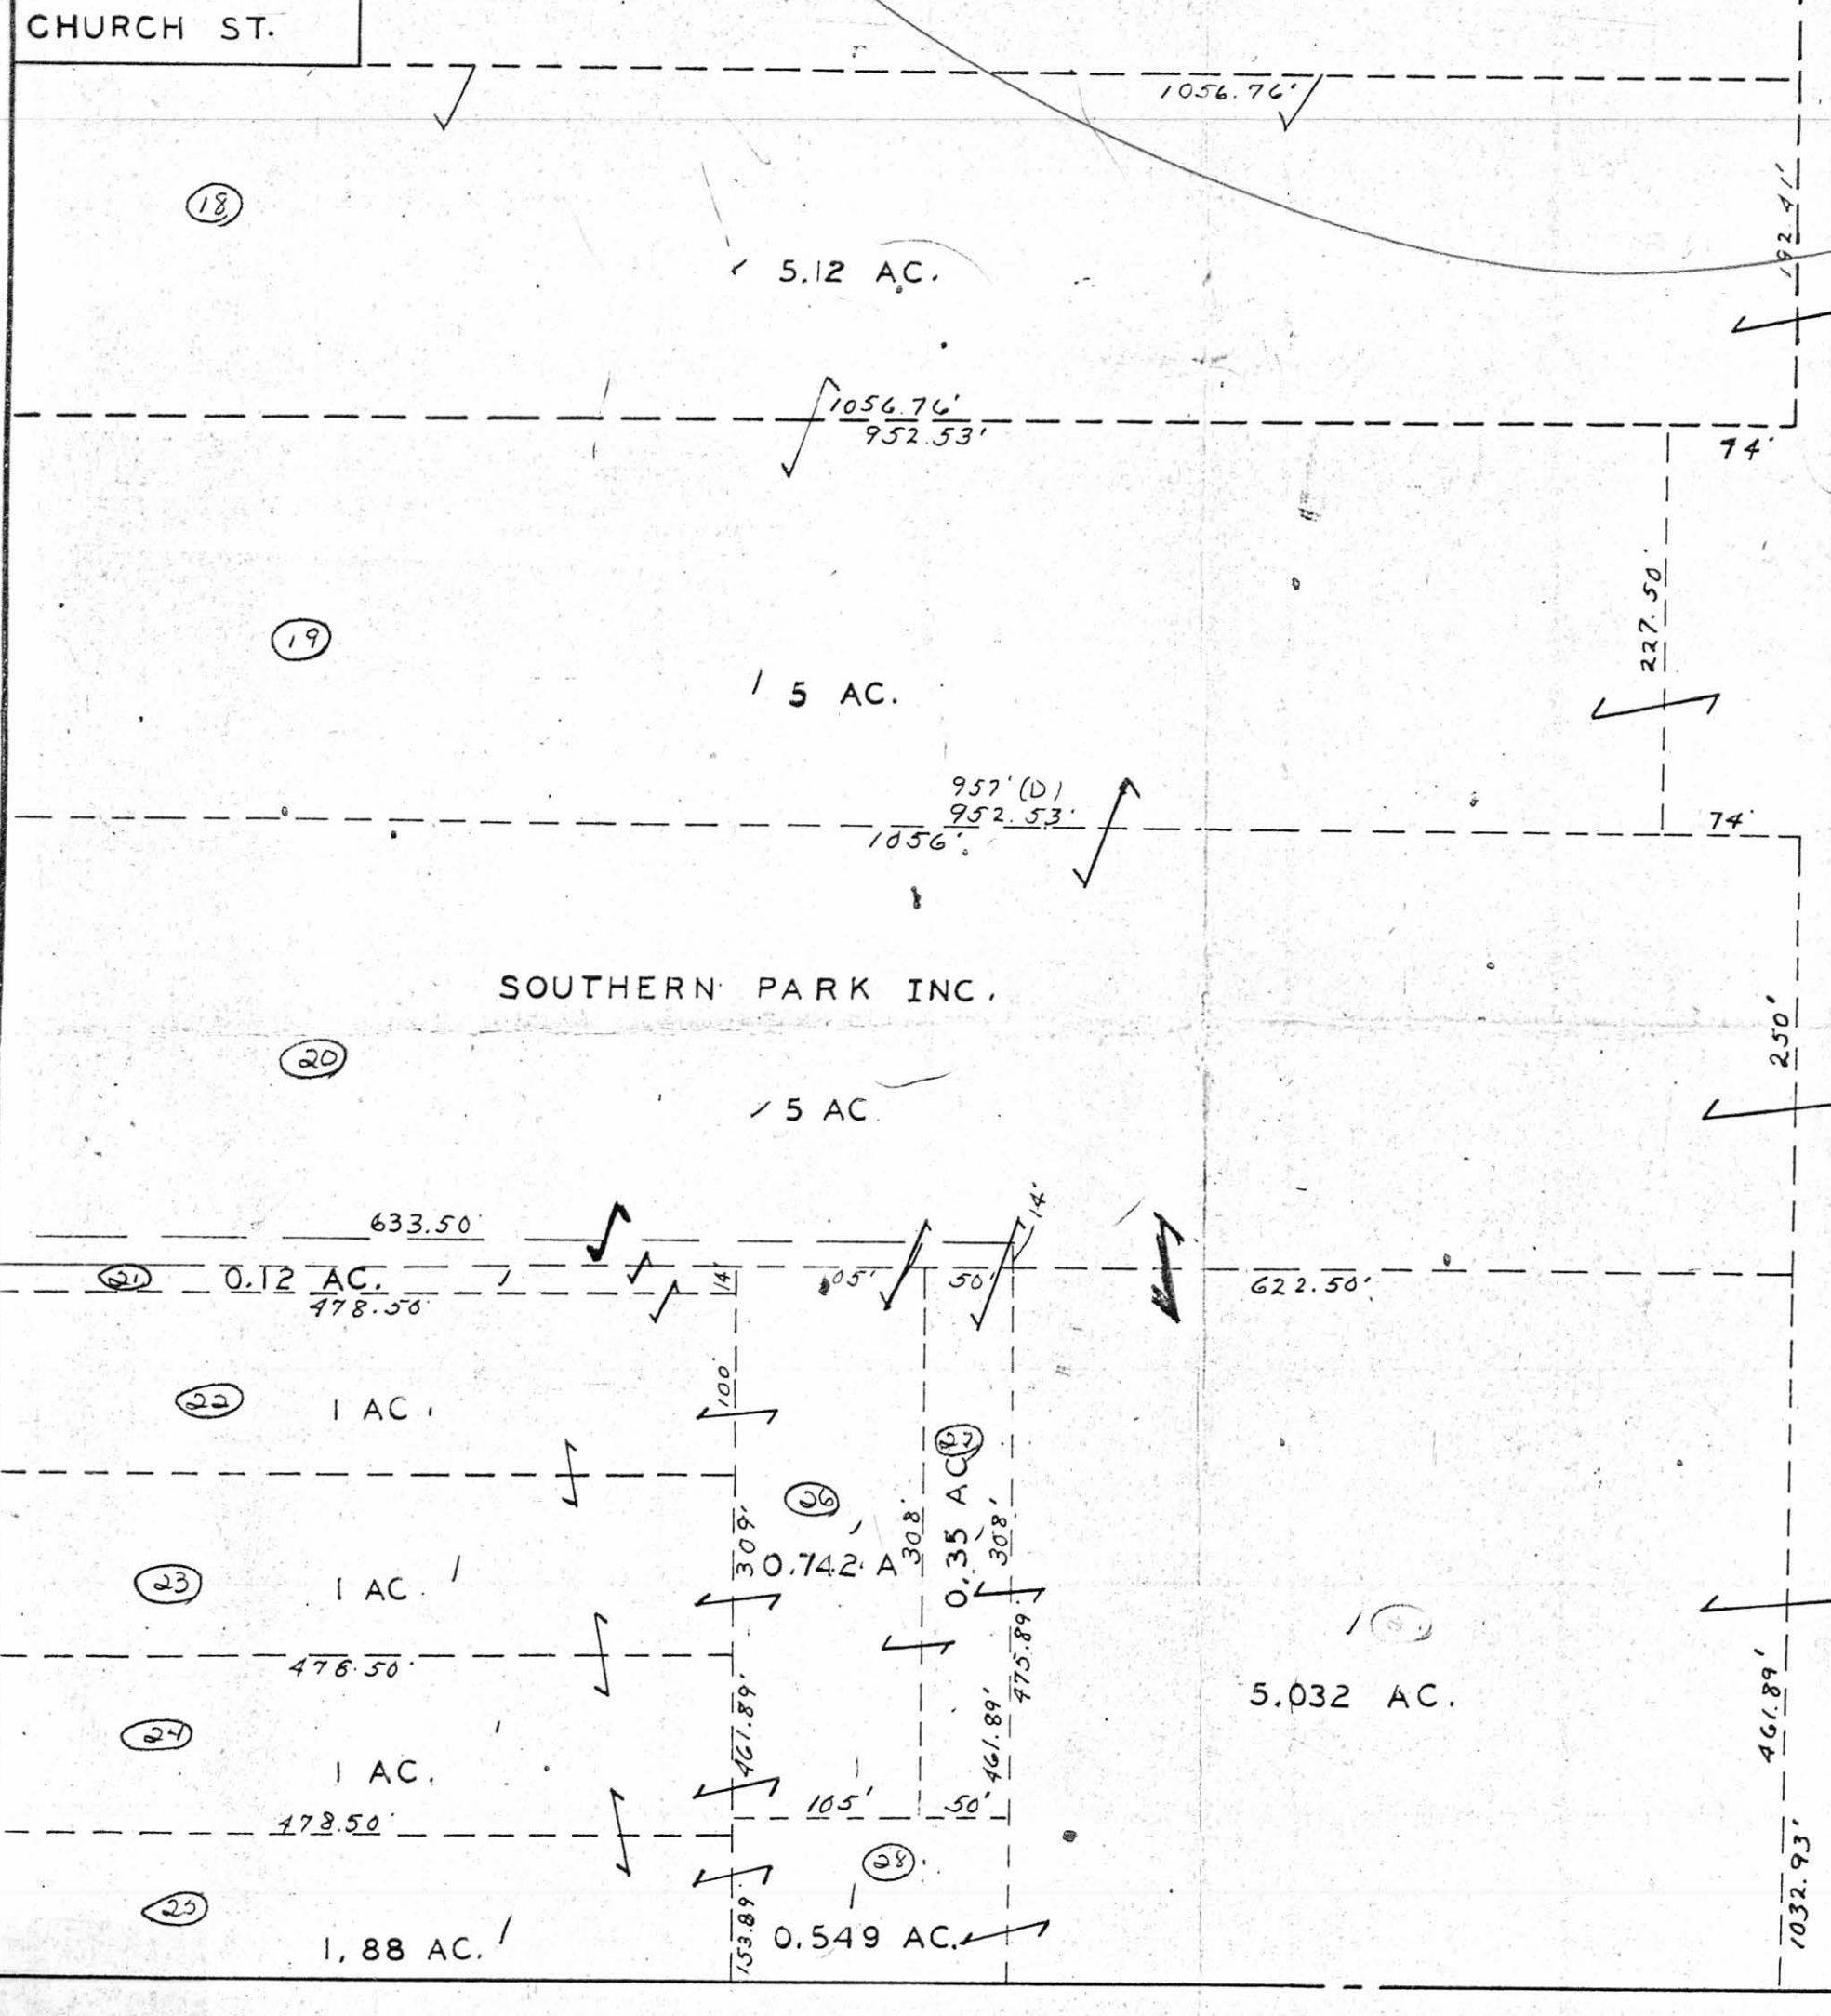 CHURCH ST.
1056.76'
18
192.41'
5.12 AC.
1056.76'
952.53'
74'
227.50'
19
5 AC.
957' (D)
952.53'
1056'
74'
SOUTHERN PARK INC.
250'
20
5 AC.
633.50'
14'
21 0.12 AC.
478.50'
14'
105'
50'
622.50'
100'
22
1 AC.
27
26
309'
0.742 A
308'
0.35 AC
308'
23
1 AC.
475.89'
478.50'
461.89'
461.89'
5.032 AC.
461.89'
24
1 AC.
105'
50'
478.50'
28
1032.93'
25
153.89'
0.549 AC.
1.88 AC.